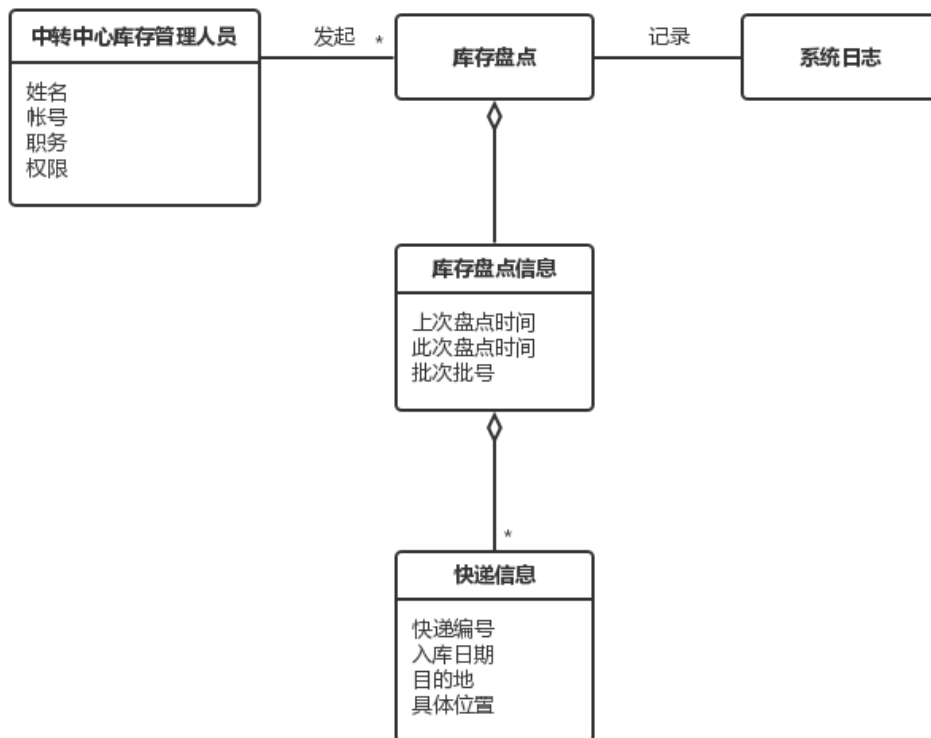 中转中心库存管理人员
姓名
帐号
职务
权限
发起
*
库存盘点
记录
系统日志
库存盘点信息
上次盘点时间
此次盘点时间
批次批号
*
快递信息
快递编号
入库日期
目的地
具体位置